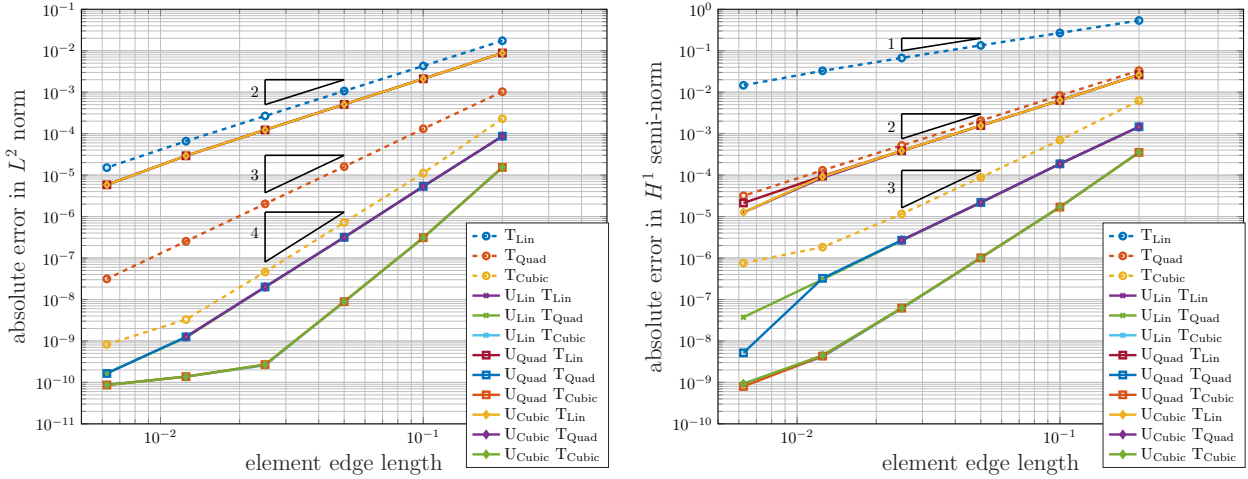 absolute error in L² norm
10⁻¹
10⁻²
10⁻³
10⁻⁴
10⁻⁵
10⁻⁶
10⁻⁷
10⁻⁸
10⁻⁹
10⁻¹⁰
10⁻¹¹
2
3
4
T_Lin
T_Quad
T_Cubic
U_Lin T_Lin
U_Lin T_Quad
U_Lin T_Cubic
U_Quad T_Lin
U_Quad T_Quad
U_Quad T_Cubic
U_Cubic T_Lin
U_Cubic T_Quad
U_Cubic T_Cubic
10⁻² 10⁻¹
element edge length
absolute error in H¹ semi-norm
10⁰
10⁻¹
10⁻²
10⁻³
10⁻⁴
10⁻⁵
10⁻⁶
10⁻⁷
10⁻⁸
10⁻⁹
10⁻¹⁰
1
2
3
T_Lin
T_Quad
T_Cubic
U_Lin T_Lin
U_Lin T_Quad
U_Lin T_Cubic
U_Quad T_Lin
U_Quad T_Quad
U_Quad T_Cubic
U_Cubic T_Lin
U_Cubic T_Quad
U_Cubic T_Cubic
10⁻² 10⁻¹
element edge length